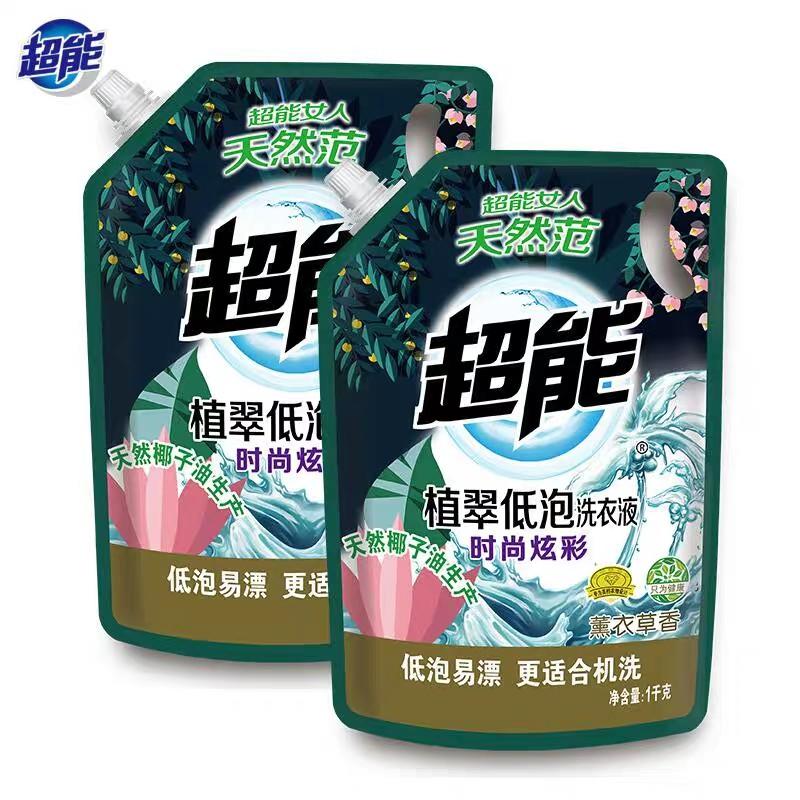 超能
超能女人
天然范
超能
植翠低泡
时尚炫
天然椰子油生产
低泡易漂 更适
超能女人
天然范
超能
®
植翠低泡洗衣液
时尚炫彩
天然椰子油生产
只为健康
薰衣草香
低泡易漂 更适合机洗
净含量:1千克